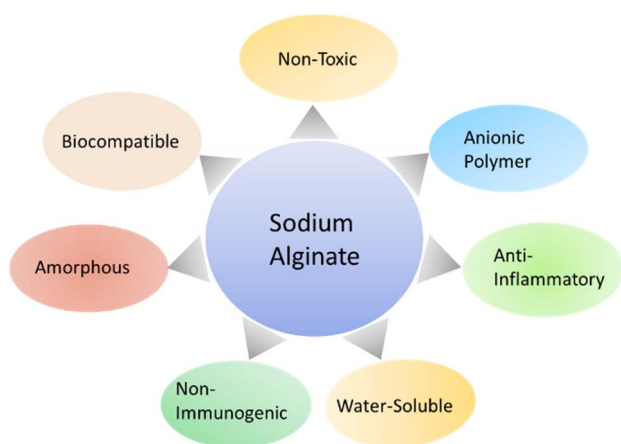 Non-Toxic
Biocompatible
Anionic
Polymer
Sodium
Alginate
Amorphous
Anti-
Inflammatory
Non-
Immunogenic
Water-Soluble